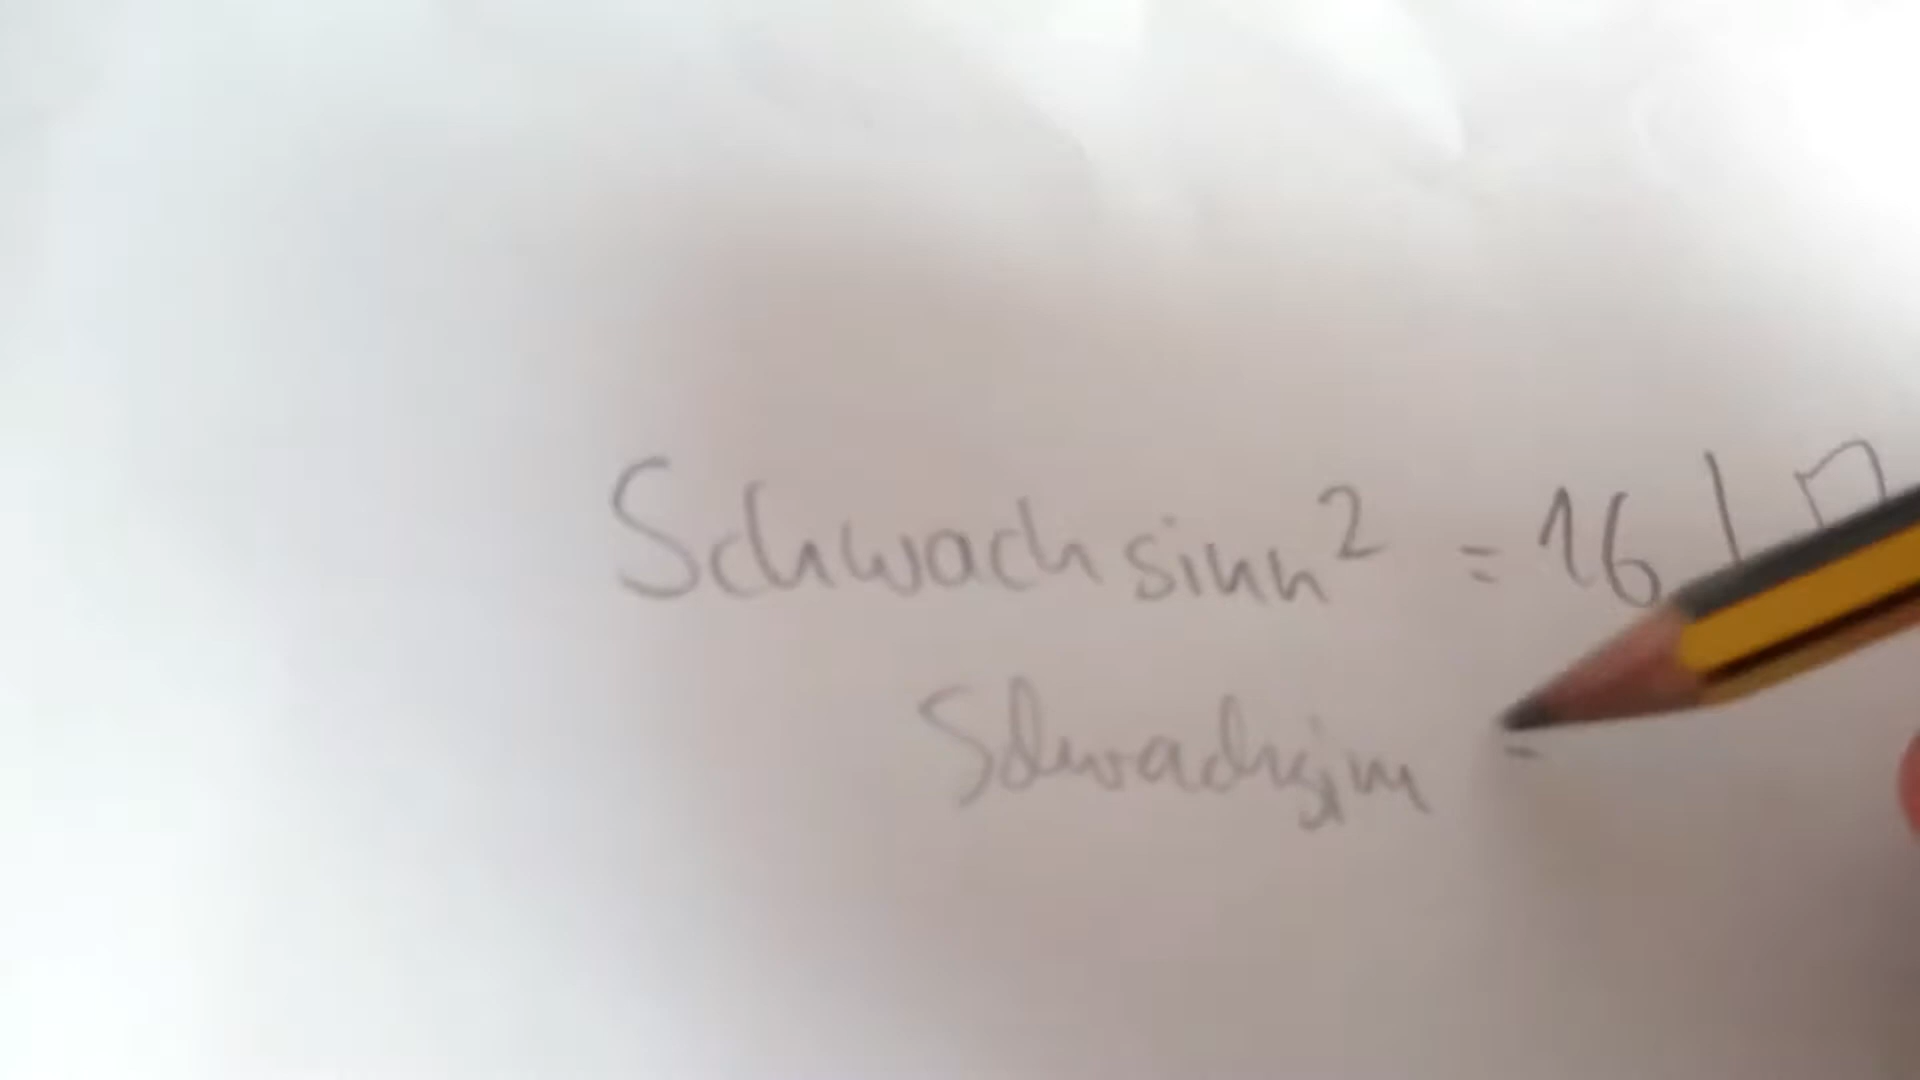 Schwachsinn² = 16 | √
Schwachsinn =